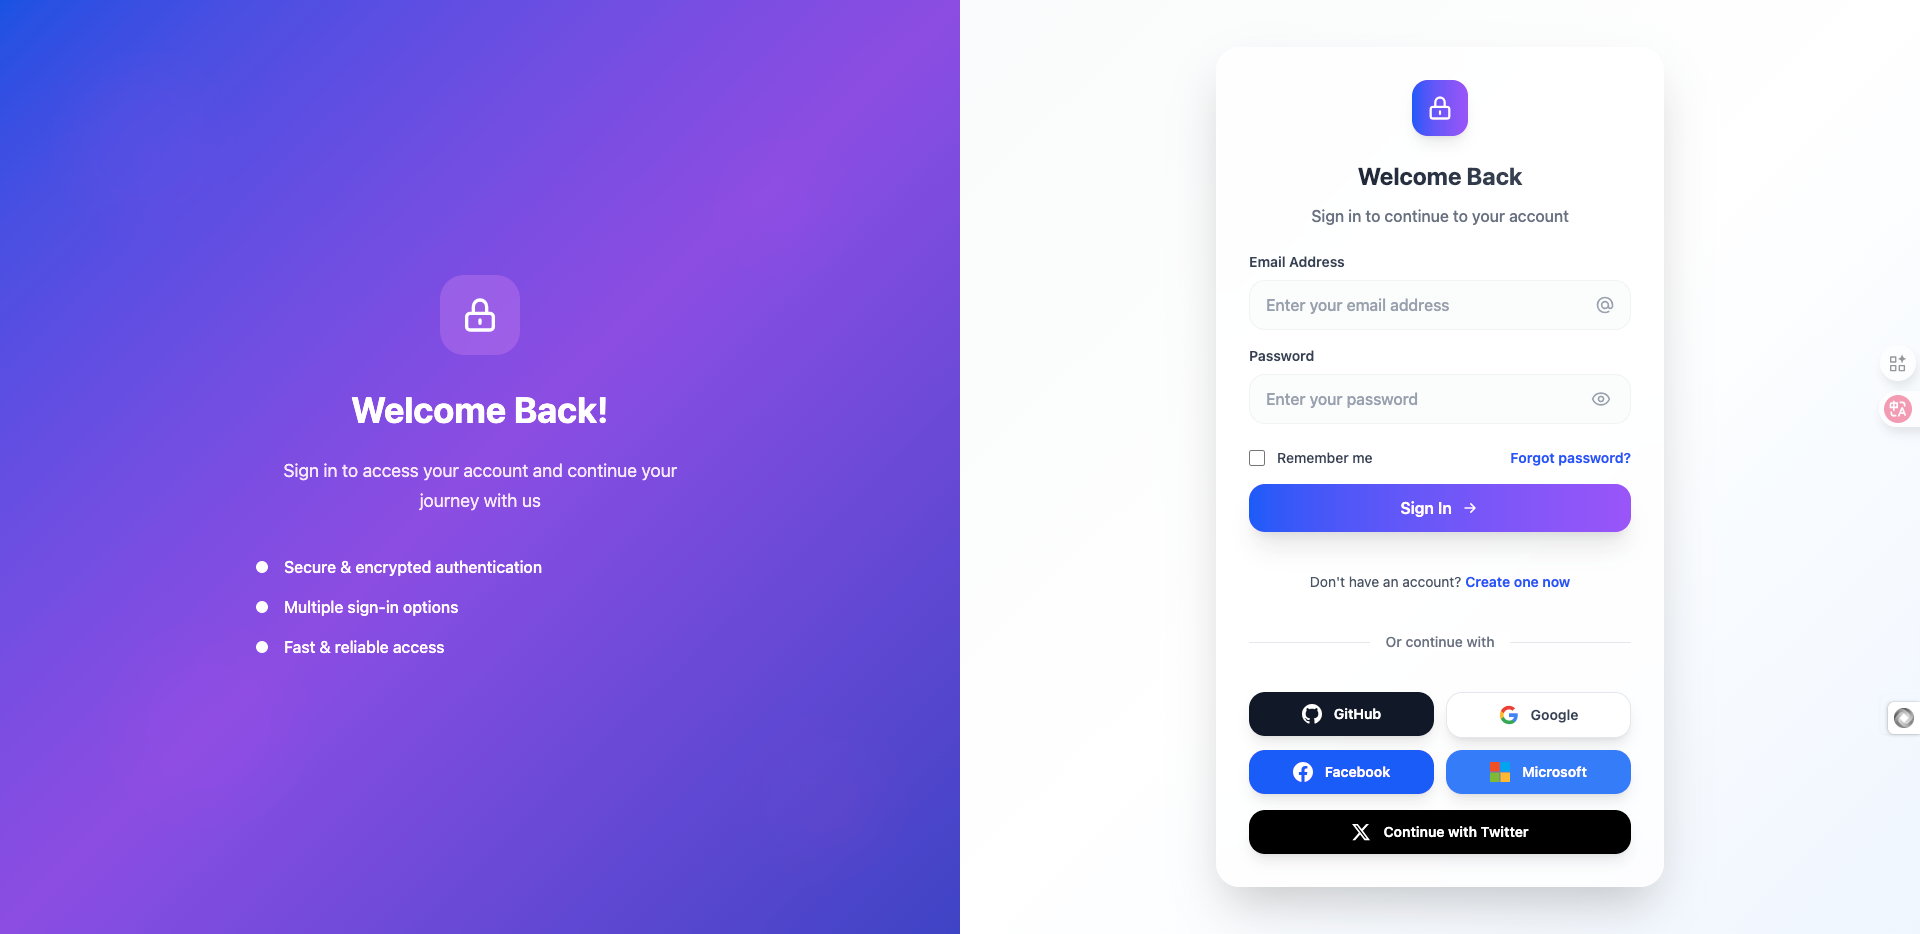 Welcome Back!
Sign in to access your account and continue your
journey with us
Secure & encrypted authentication
Multiple sign-in options
Fast & reliable access
Welcome Back
Sign in to continue to your account
Email Address
Enter your email address
Password
Enter your password
Remember me
Forgot password?
Sign In →
Don't have an account? Create one now
Or continue with
GitHub
Google
Facebook
Microsoft
Continue with Twitter
中A